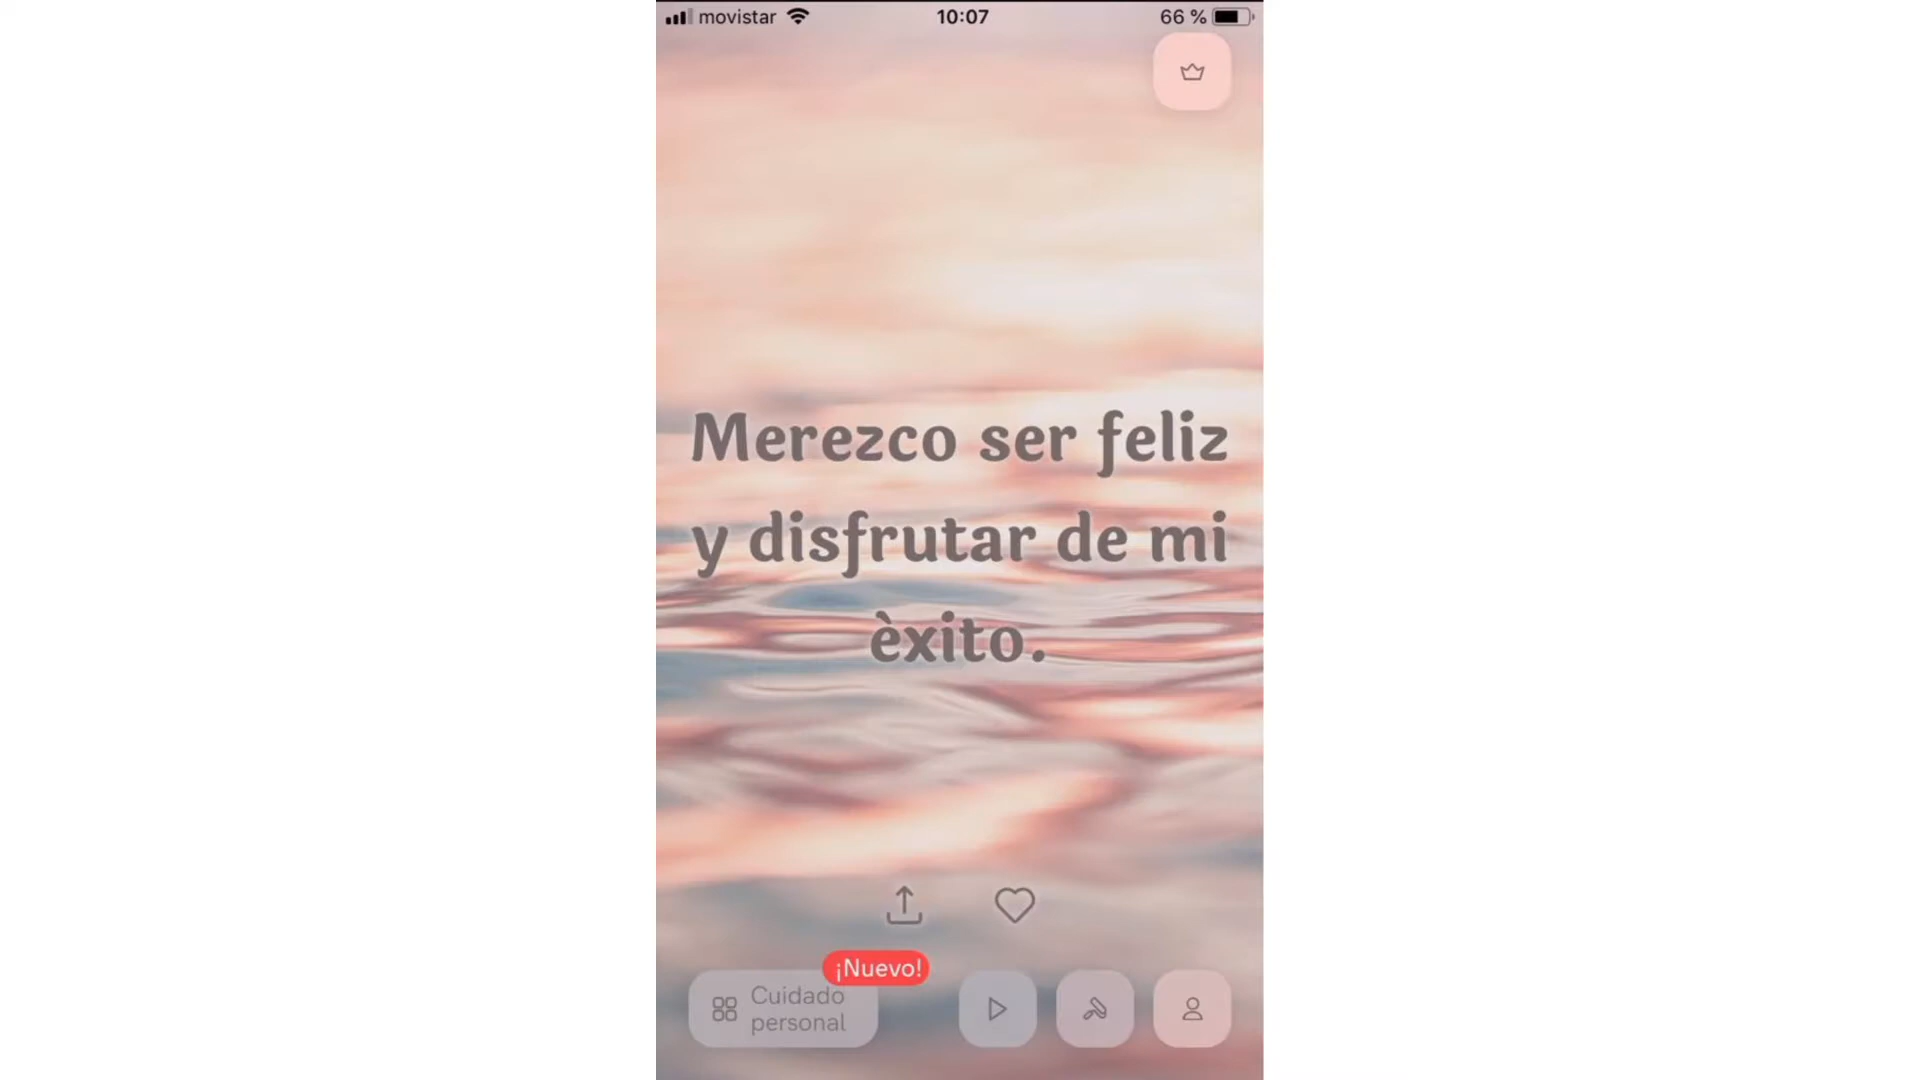 movistar 10:07 66 %
Merezco ser feliz
y disfrutar de mi
èxito.
¡Nuevo!
Cuidado
personal